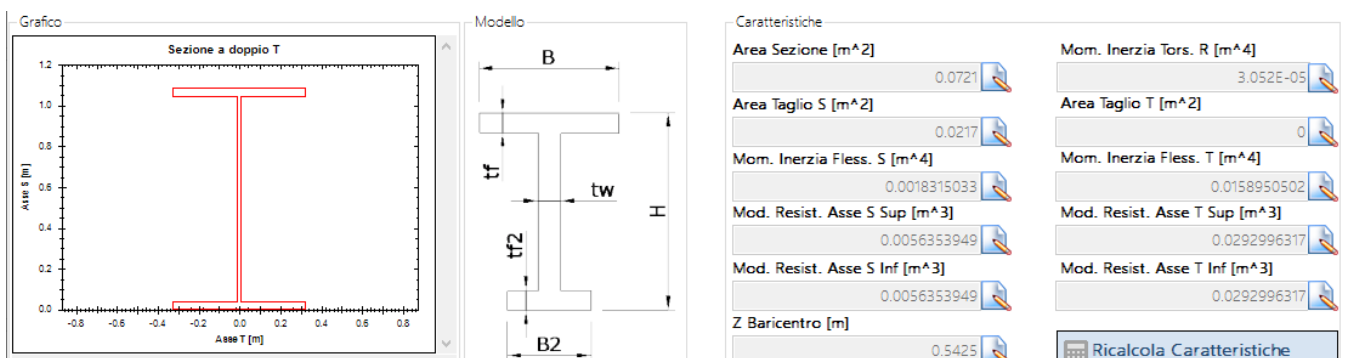 Grafico
Sezione a doppio T
1.2
1.0
0.8
0.6
0.4
0.2
0.0
Asse S [m]
-0.8 -0.6 -0.4 -0.2 0.0 0.2 0.4 0.6 0.8
Asse T [m]
Modello
B
tf
tw
H
tf2
B2
Caratteristiche
Area Sezione [m^2]
0.0721
Mom. Inerzia Tors. R [m^4]
3.052E-05
Area Taglio S [m^2]
0.0217
Area Taglio T [m^2]
0
Mom. Inerzia Fless. S [m^4]
0.0018315033
Mom. Inerzia Fless. T [m^4]
0.0158950502
Mod. Resist. Asse S Sup [m^3]
0.0056353949
Mod. Resist. Asse T Sup [m^3]
0.0292996317
Mod. Resist. Asse S Inf [m^3]
0.0056353949
Mod. Resist. Asse T Inf [m^3]
0.0292996317
Z Baricentro [m]
0.5425
Ricalcola Caratteristiche